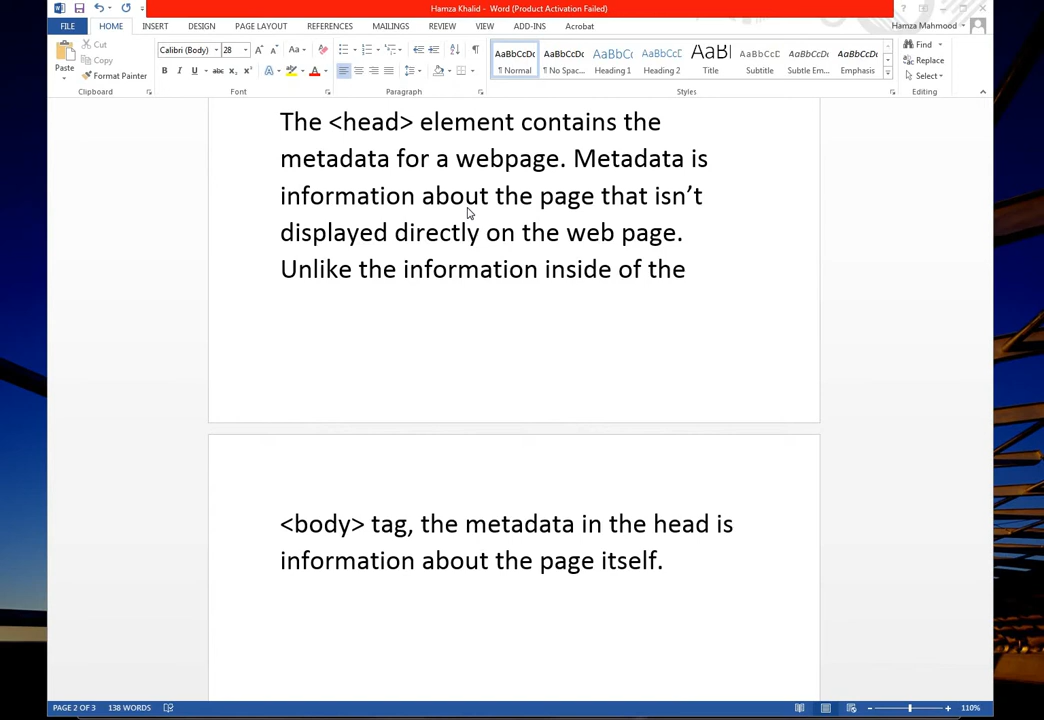 Hamza Khalid - Word (Product Activation Failed)
FILE HOME INSERT DESIGN PAGE LAYOUT REFERENCES MAILINGS REVIEW VIEW ADD-INS Acrobat Hamza Mahmood
Paste
Cut
Copy
Format Painter
Clipboard
Calibri (Body) 28
Font
Paragraph
AaBbCcDc AaBbCcDc AaBbCc AaBbCcC AaBl AaBbCcD AaBbCcDc AaBbCcDc
¶ Normal ¶ No Spac... Heading 1 Heading 2 Title Subtitle Subtle Em... Emphasis
Styles
Find
Replace
Select
Editing
The <head> element contains the
metadata for a webpage. Metadata is
information about the page that isn’t
displayed directly on the web page.
Unlike the information inside of the
<body> tag, the metadata in the head is
information about the page itself.
PAGE 2 OF 3 138 WORDS 110%